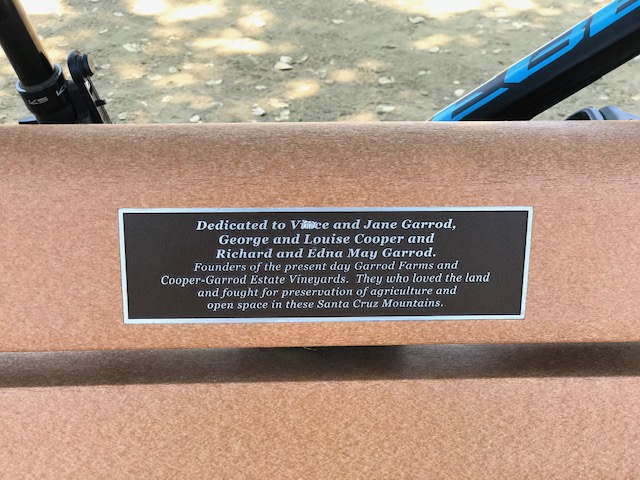 KS
Dedicated to Vince and Jane Garrod,
George and Louise Cooper and
Richard and Edna May Garrod.
Founders of the present day Garrod Farms and
Cooper-Garrod Estate Vineyards. They who loved the land
and fought for preservation of agriculture and
open space in these Santa Cruz Mountains.